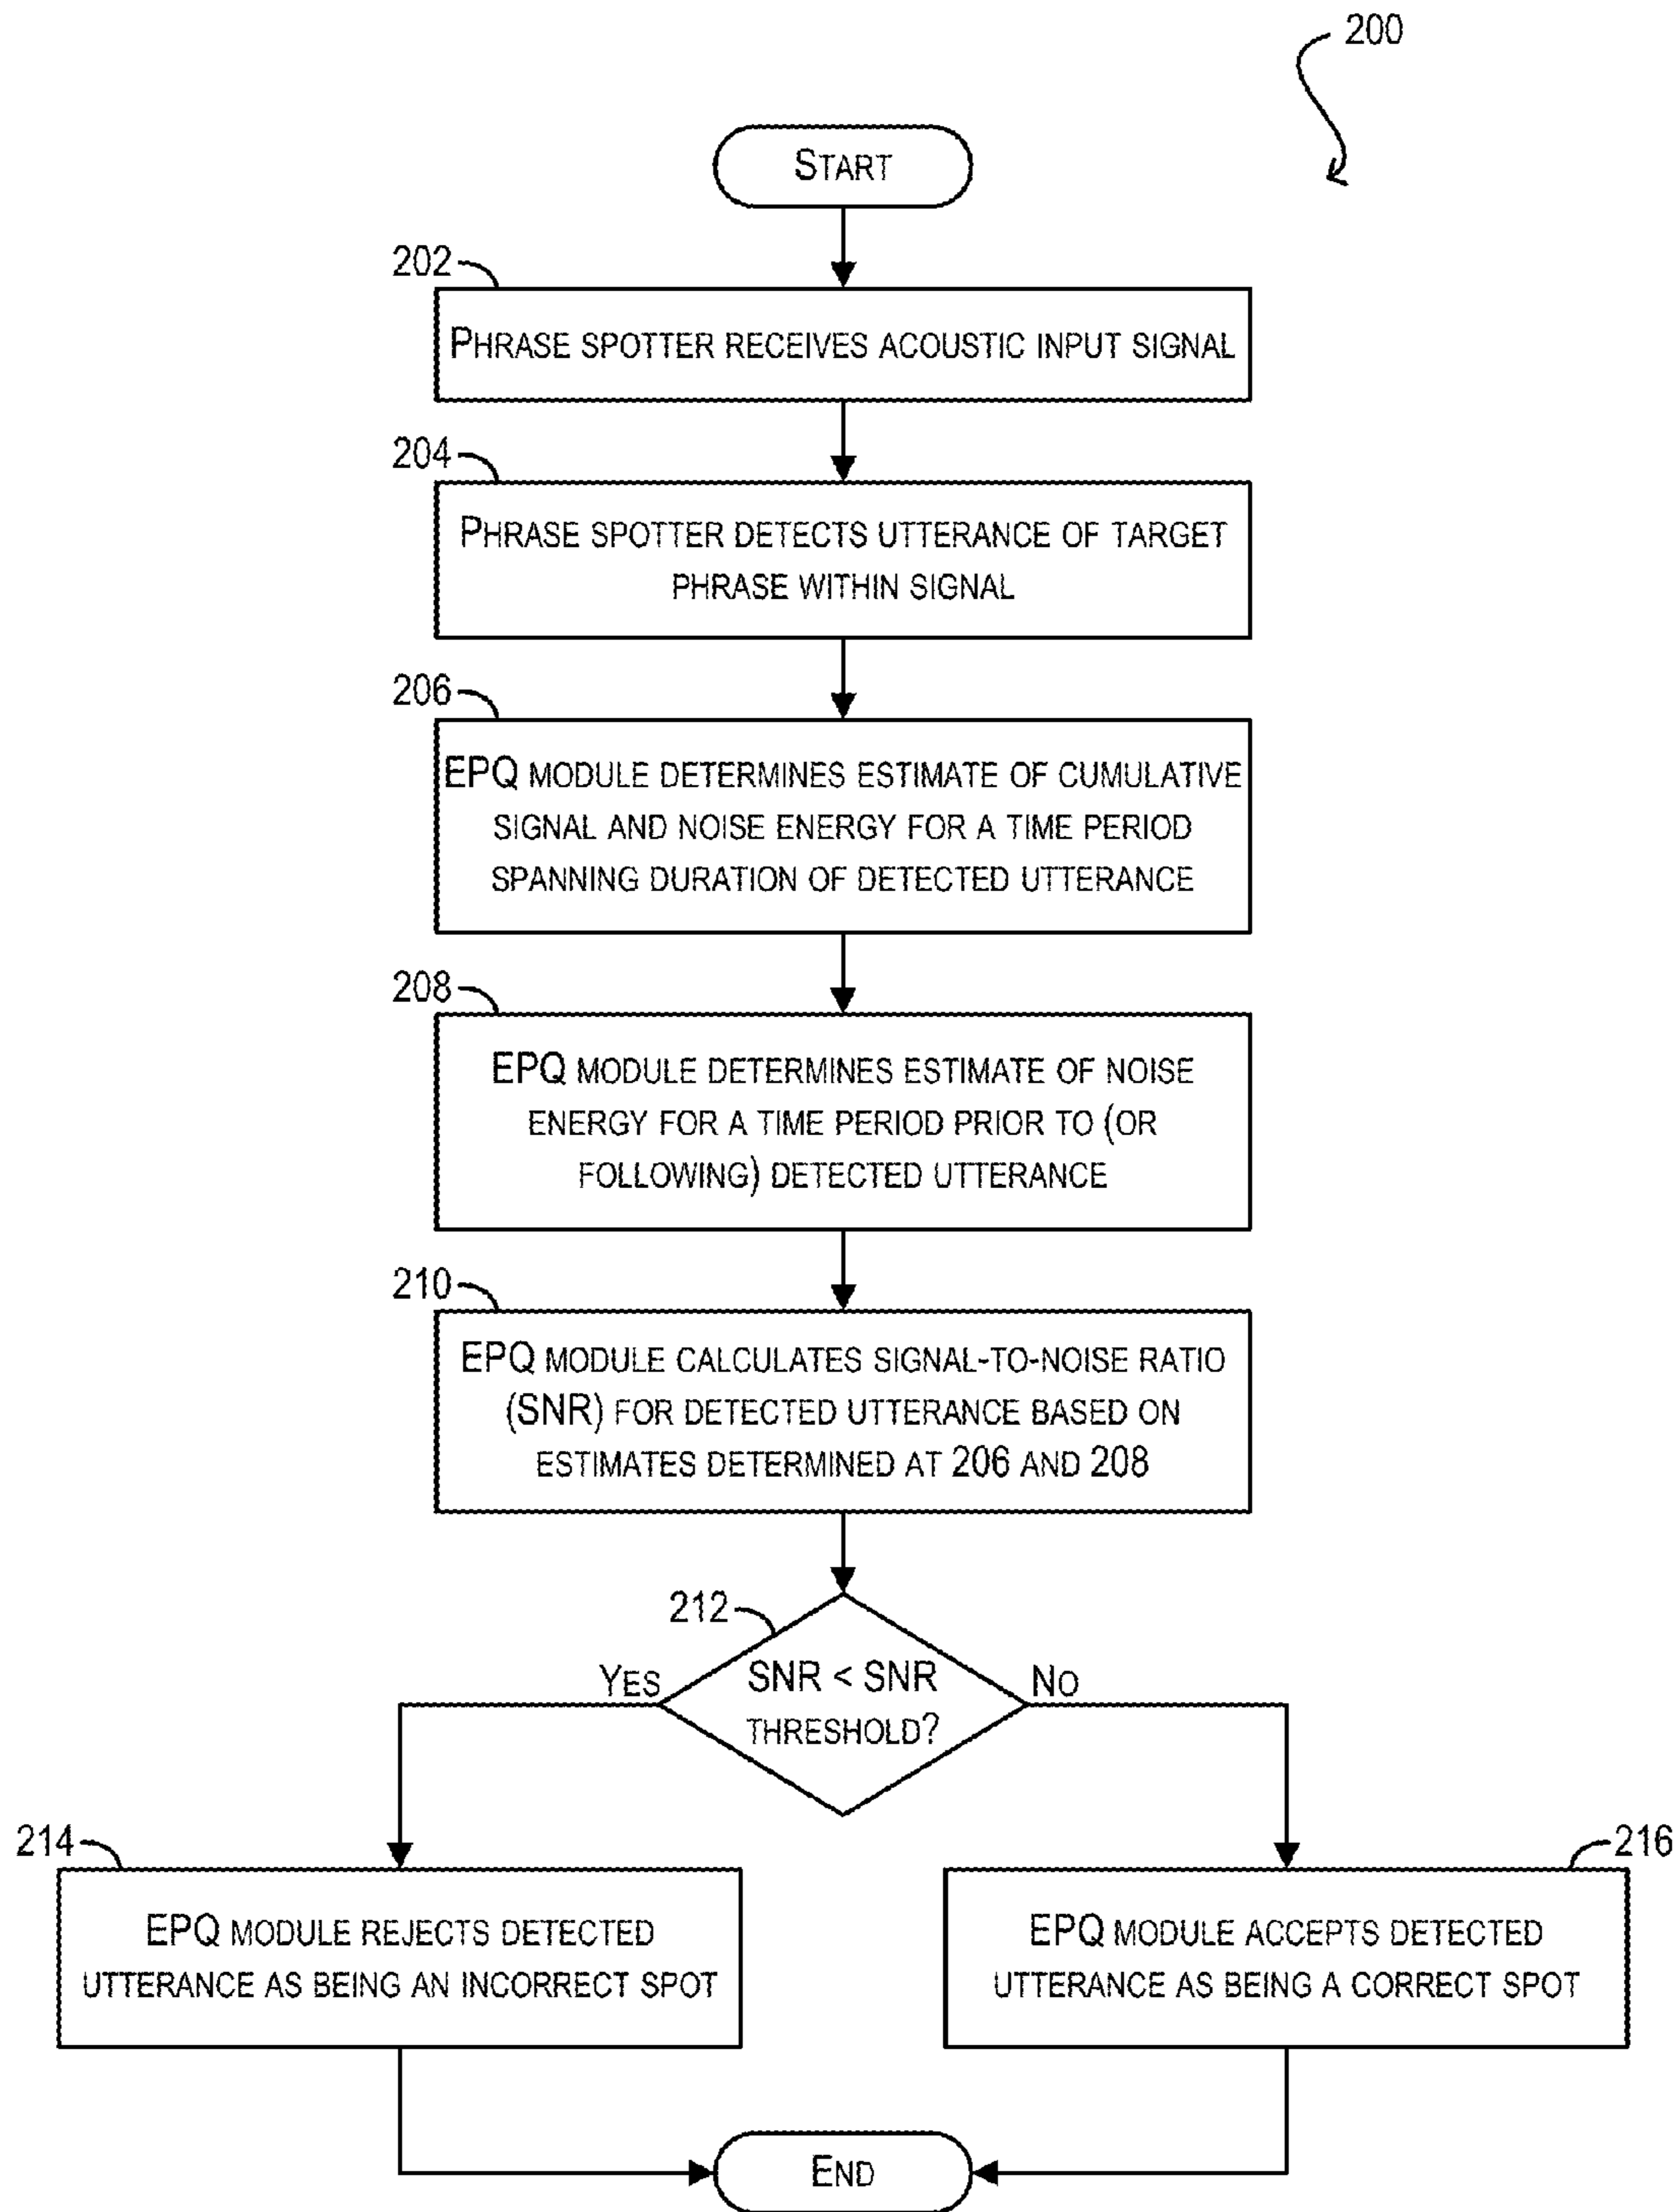 200
START
202
PHRASE SPOTTER RECEIVES ACOUSTIC INPUT SIGNAL
204
PHRASE SPOTTER DETECTS UTTERANCE OF TARGET
PHRASE WITHIN SIGNAL
206
EPQ MODULE DETERMINES ESTIMATE OF CUMULATIVE
SIGNAL AND NOISE ENERGY FOR A TIME PERIOD
SPANNING DURATION OF DETECTED UTTERANCE
208
EPQ MODULE DETERMINES ESTIMATE OF NOISE
ENERGY FOR A TIME PERIOD PRIOR TO (OR
FOLLOWING) DETECTED UTTERANCE
210
EPQ MODULE CALCULATES SIGNAL-TO-NOISE RATIO
(SNR) FOR DETECTED UTTERANCE BASED ON
ESTIMATES DETERMINED AT 206 AND 208
212
SNR < SNR
THRESHOLD?
YES
NO
214
EPQ MODULE REJECTS DETECTED
UTTERANCE AS BEING AN INCORRECT SPOT
216
EPQ MODULE ACCEPTS DETECTED
UTTERANCE AS BEING A CORRECT SPOT
END